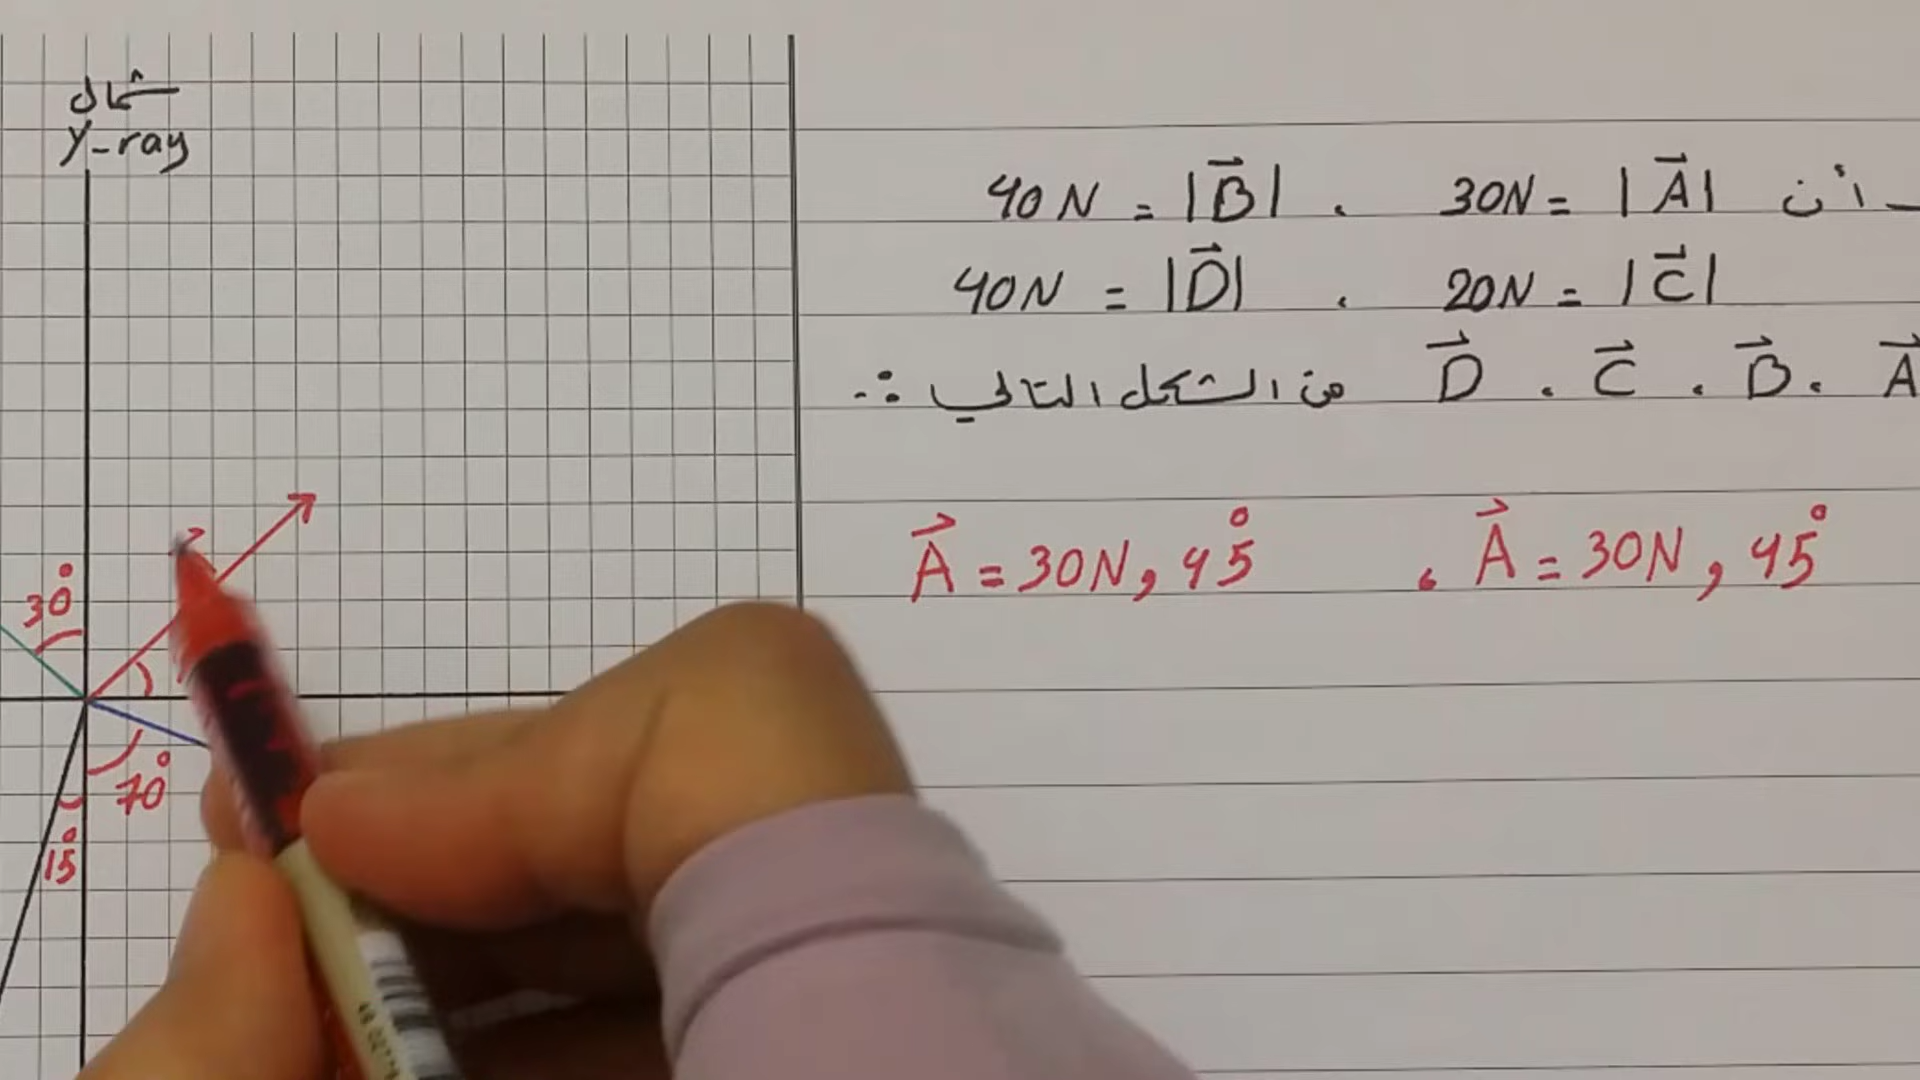 شمال
Y-ray
30°
70°
15°
أن |A⃗| = 30N ، |B⃗| = 40N
|C⃗| = 20N ، |D⃗| = 40N
A⃗ ، B⃗ ، C⃗ ، D⃗ من الشكل التالي :.
A⃗ = 30N, 45° ، A⃗ = 30N, 45°